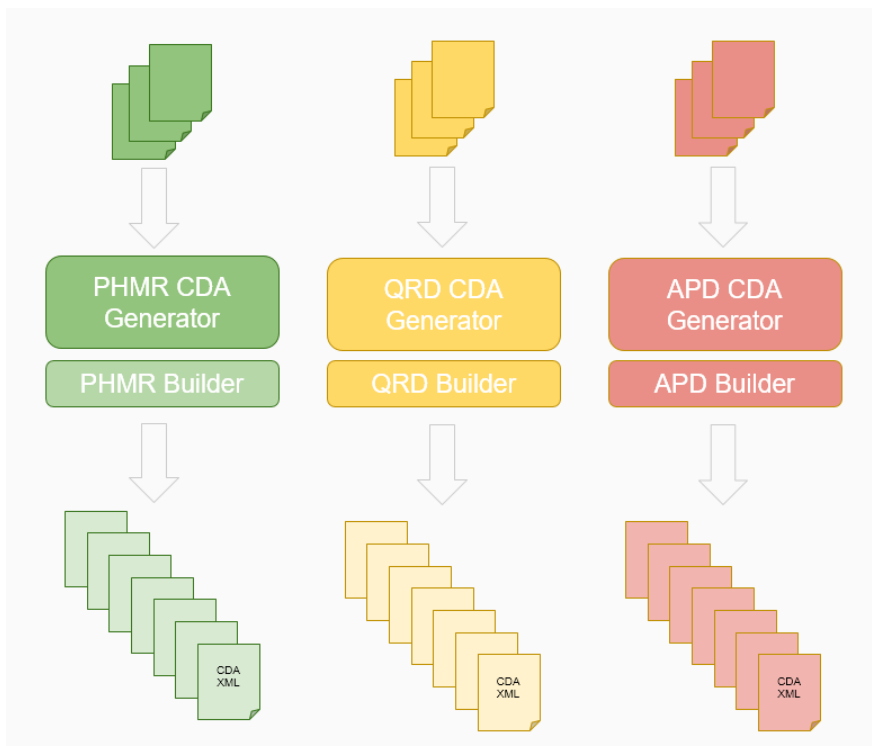 PHMR CDA
Generator
QRD CDA
Generator
APD CDA
Generator
PHMR Builder
QRD Builder
APD Builder
CDA
XML
CDA
XML
CDA
XML